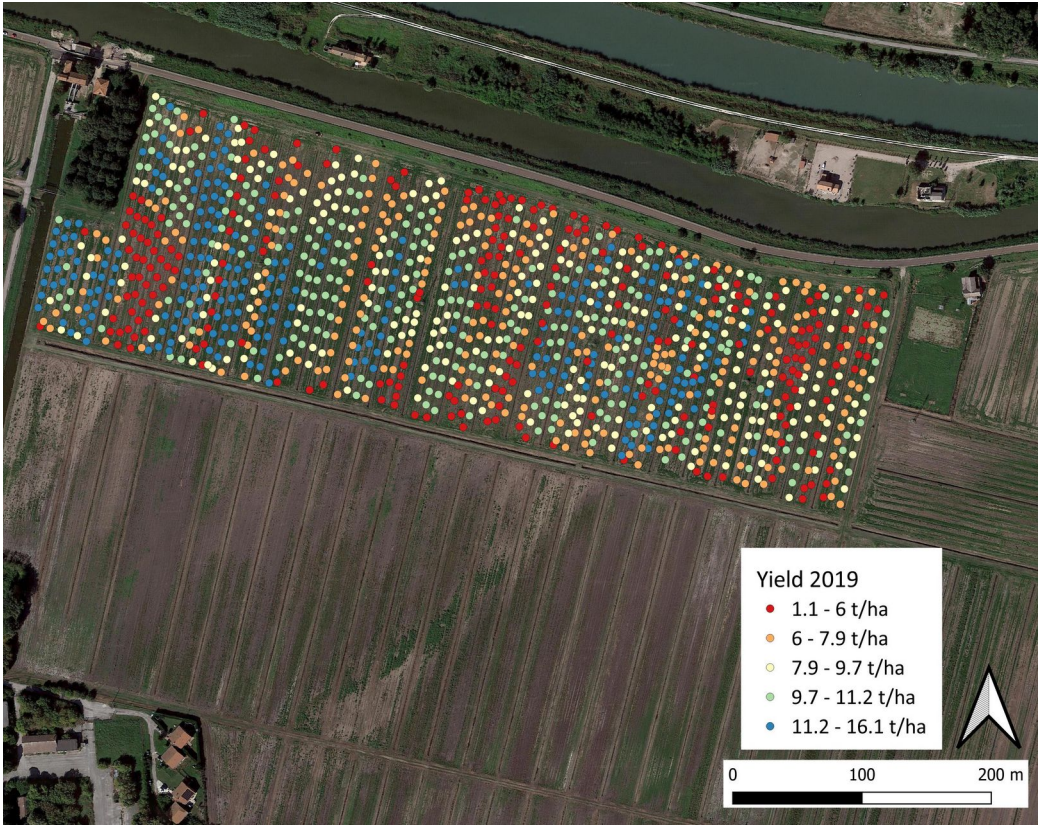 Yield 2019
1.1 - 6 t/ha
6 - 7.9 t/ha
7.9 - 9.7 t/ha
9.7 - 11.2 t/ha
11.2 - 16.1 t/ha
0 100 200 m